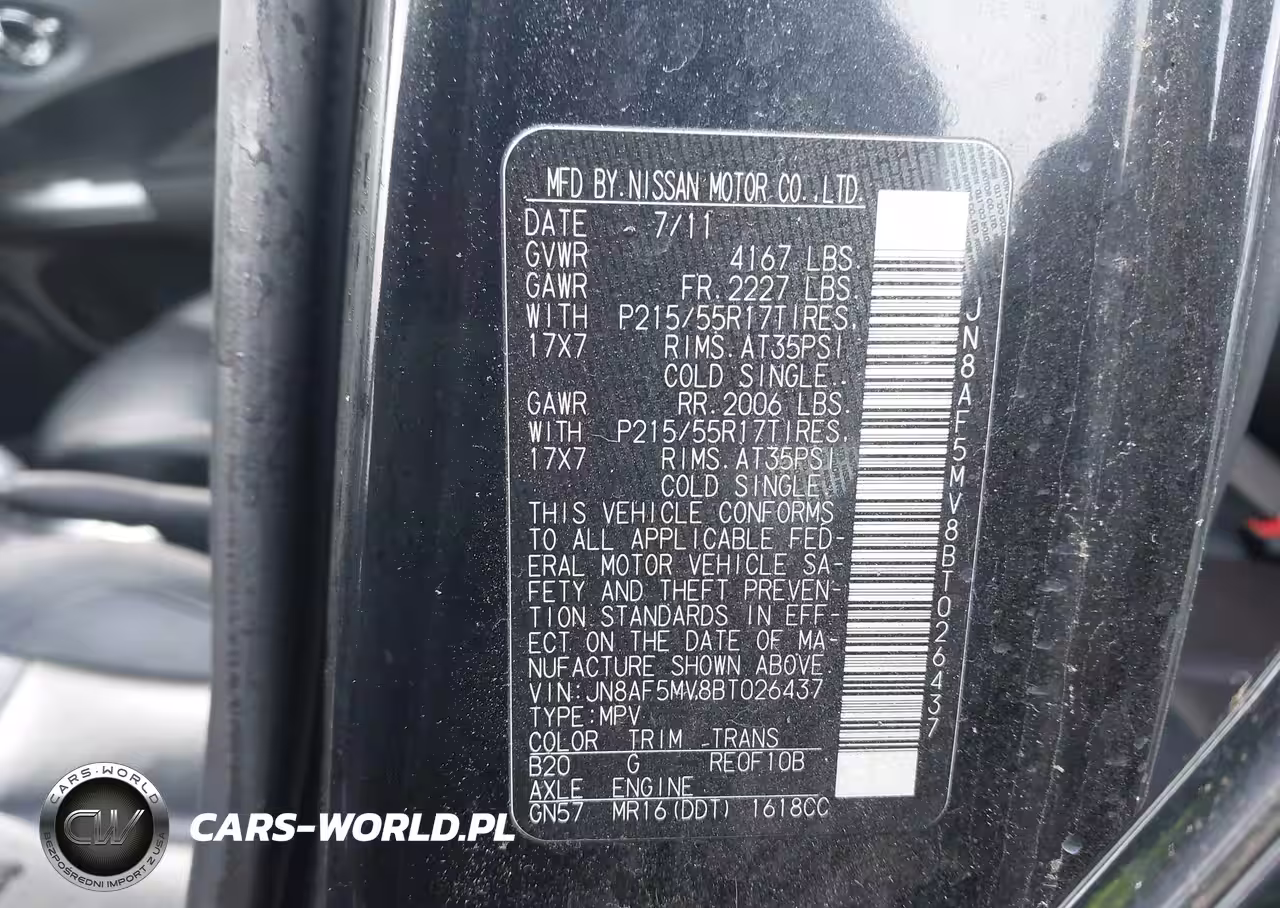 MFD BY.NISSAN MOTOR CO.,LTD.
DATE 7/11
GVWR 4167 LBS.
GAWR FR.2227 LBS.
WITH P215/55R17TIRES.
17X7 RIMS.AT35PSI
COLD SINGLE..
GAWR RR.2006 LBS.
WITH P215/55R17TIRES.
17X7 RIMS.AT35PSI
COLD SINGLE.
THIS VEHICLE CONFORMS
TO ALL APPLICABLE FED-
ERAL MOTOR VEHICLE SA-
FETY AND THEFT PREVEN-
TION STANDARDS IN EFF-
ECT ON THE DATE OF MA-
NUFACTURE SHOWN ABOVE
VIN:JN8AF5MV8BT026437
TYPE:MPV
COLOR TRIM TRANS
B20 G RE0F10B
AXLE ENGINE
GN57 MR16(DDT) 1618CC
JN8AF5MV8BT026437
CARS-WORLD
CW
BEZPOŚREDNI IMPORT Z USA
CARS-WORLD.PL